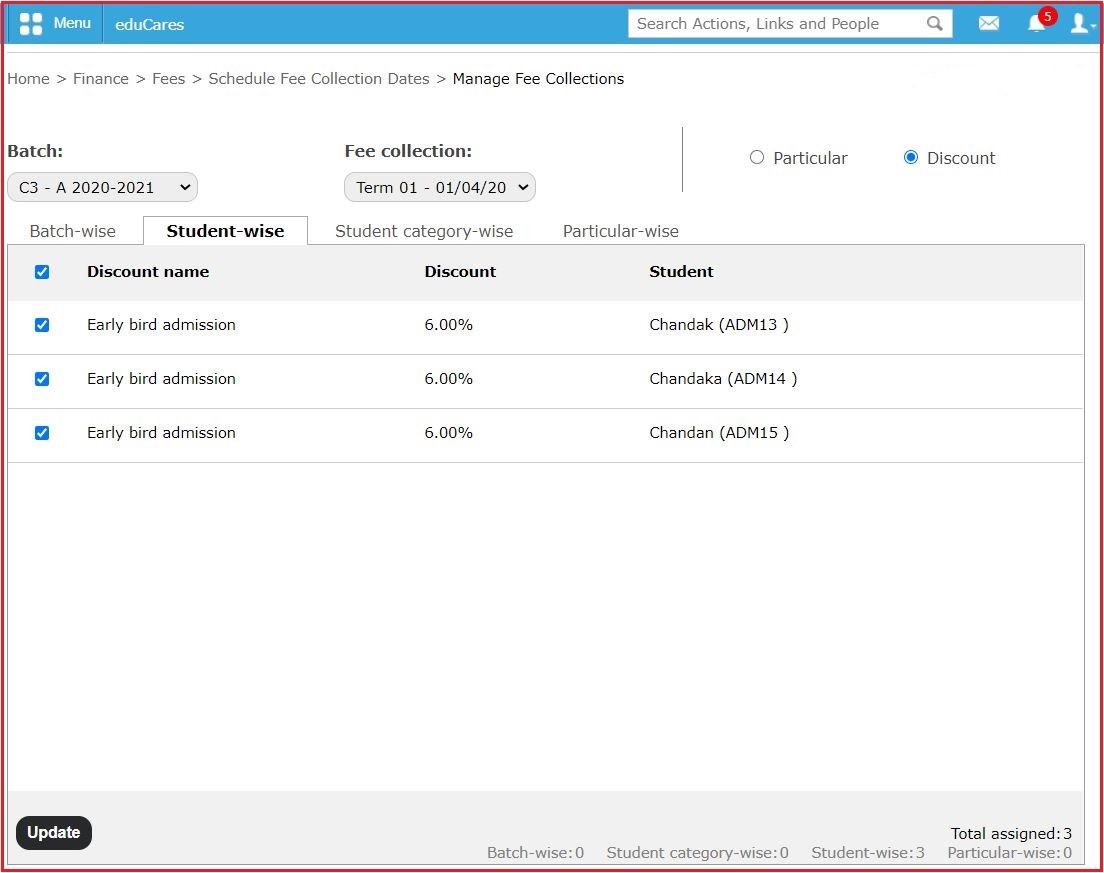 Menu eduCares Search Actions, Links and People 5
Home > Finance > Fees > Schedule Fee Collection Dates > Manage Fee Collections
Batch: Fee collection:
Particular Discount
C3 - A 2020-2021 Term 01 - 01/04/20
Batch-wise Student-wise Student category-wise Particular-wise
Discount name Discount Student
Early bird admission 6.00% Chandak (ADM13 )
Early bird admission 6.00% Chandaka (ADM14 )
Early bird admission 6.00% Chandan (ADM15 )
Update
Total assigned:3
Batch-wise:0 Student category-wise:0 Student-wise:3 Particular-wise:0